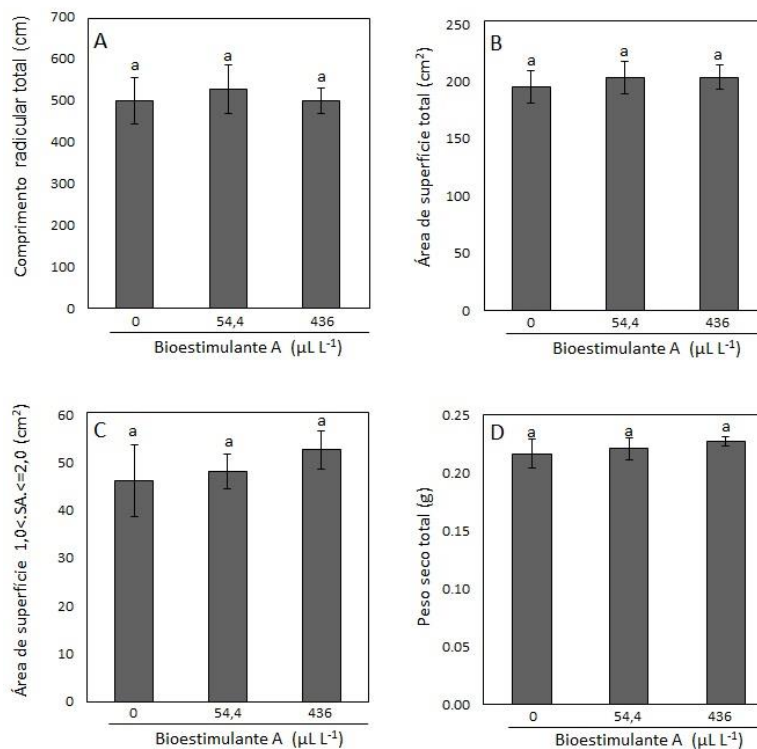 A
Comprimento radicular total (cm)
700
600
500
400
300
200
100
0
a a a
0 54,4 436
Bioestimulante A (µL L⁻¹)
B
Área de superfície total (cm²)
250
200
150
100
50
0
a a a
0 54,4 436
Bioestimulante A (µL L⁻¹)
C
Área de superfície 1,0<.SA.<=2,0 (cm²)
60
50
40
30
20
10
0
a a a
0 54,4 436
Bioestimulante A (µL L⁻¹)
D
Peso seco total (g)
0.25
0.20
0.15
0.10
0.05
0.00
a a a
0 54,4 436
Bioestimulante A (µL L⁻¹)